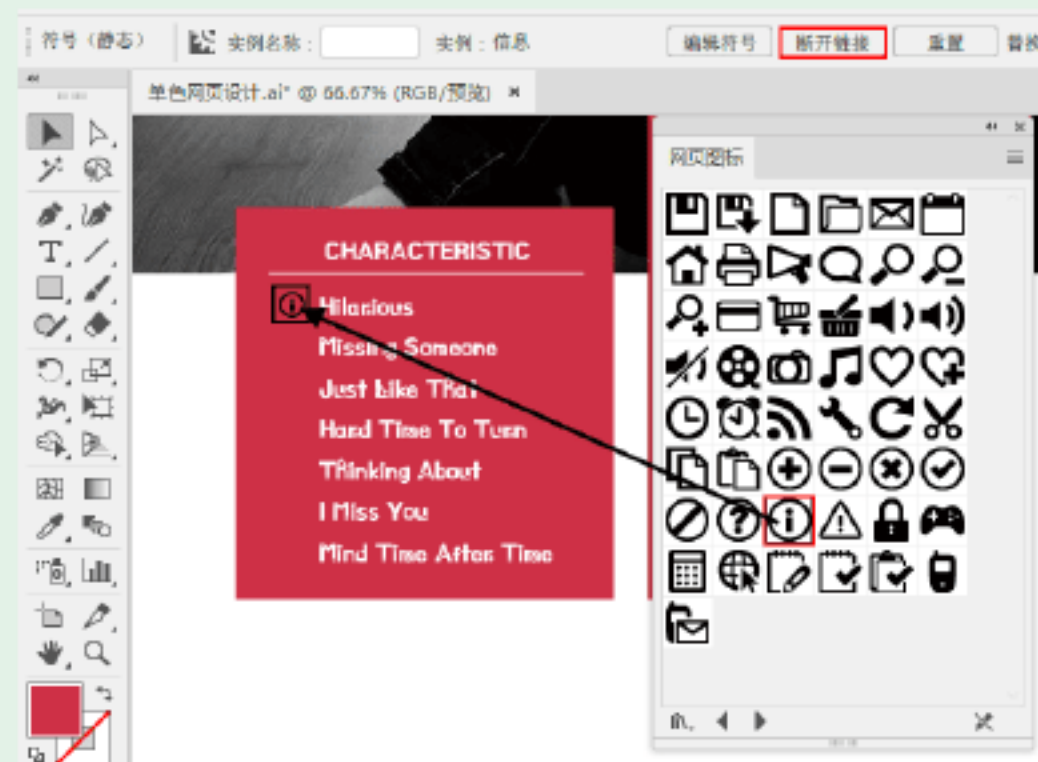 符号（静态） 实例名称： 实例：信息 编辑符号 断开链接 重置 替换
单色网页设计.ai* @ 66.67% (RGB/预览)
网页图标
CHARACTERISTIC
Hilarious
Missing Someone
Just Like That
Hard Time To Turn
Thinking About
I Miss You
Mind Time After Time